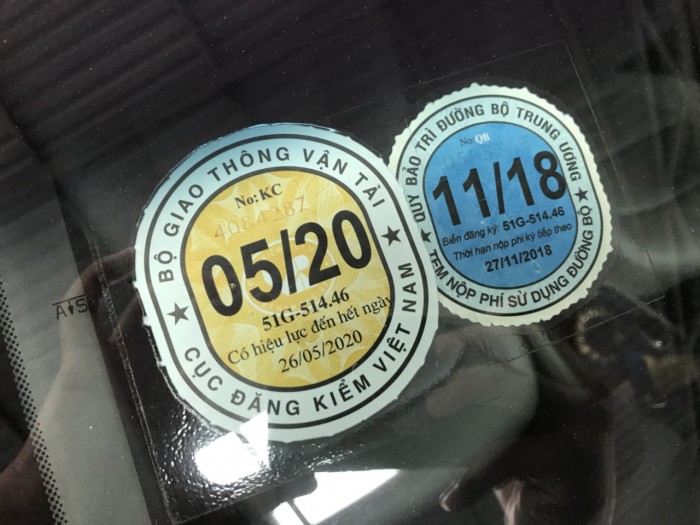 ★ BỘ GIAO THÔNG VẬN TẢI ★
No: KC
4084287
05/20
51G-514.46
Có hiệu lực đến hết ngày
26/05/2020
CỤC ĐĂNG KIỂM VIỆT NAM
★ QUỸ BẢO TRÌ ĐƯỜNG BỘ TRUNG ƯƠNG ★
No: QB
11/18
Biển đăng ký: 51G-514.46
Thời hạn nộp phí kỳ tiếp theo
27/11/2018
TEM NỘP PHÍ SỬ DỤNG ĐƯỜNG BỘ